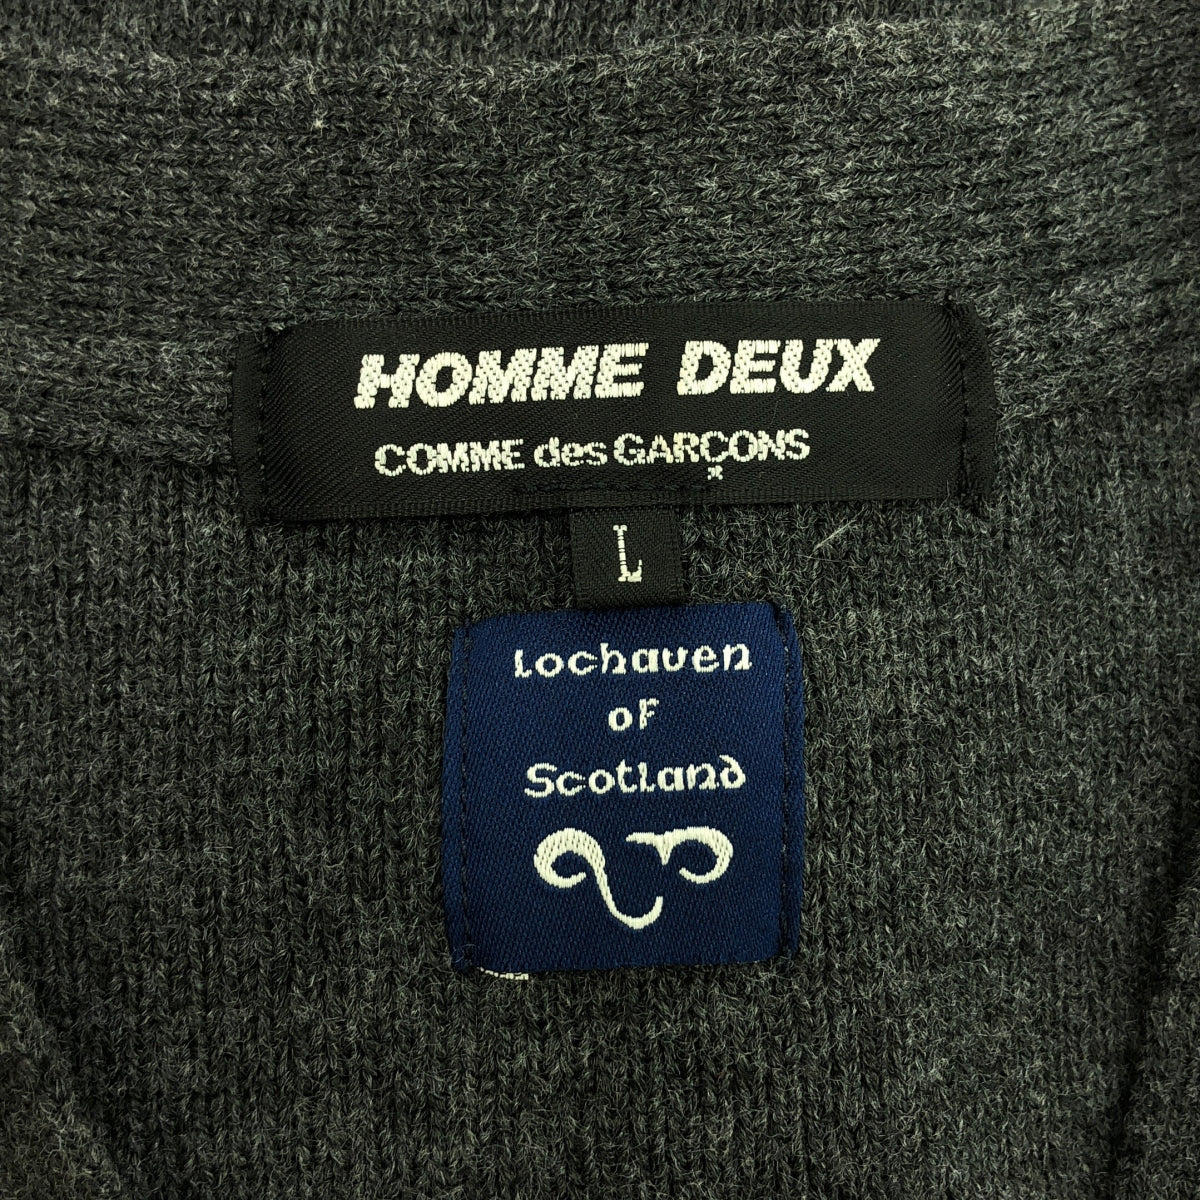 HOMME DEUX
COMME des GARÇONS
L
Lochaven
of
Scotland